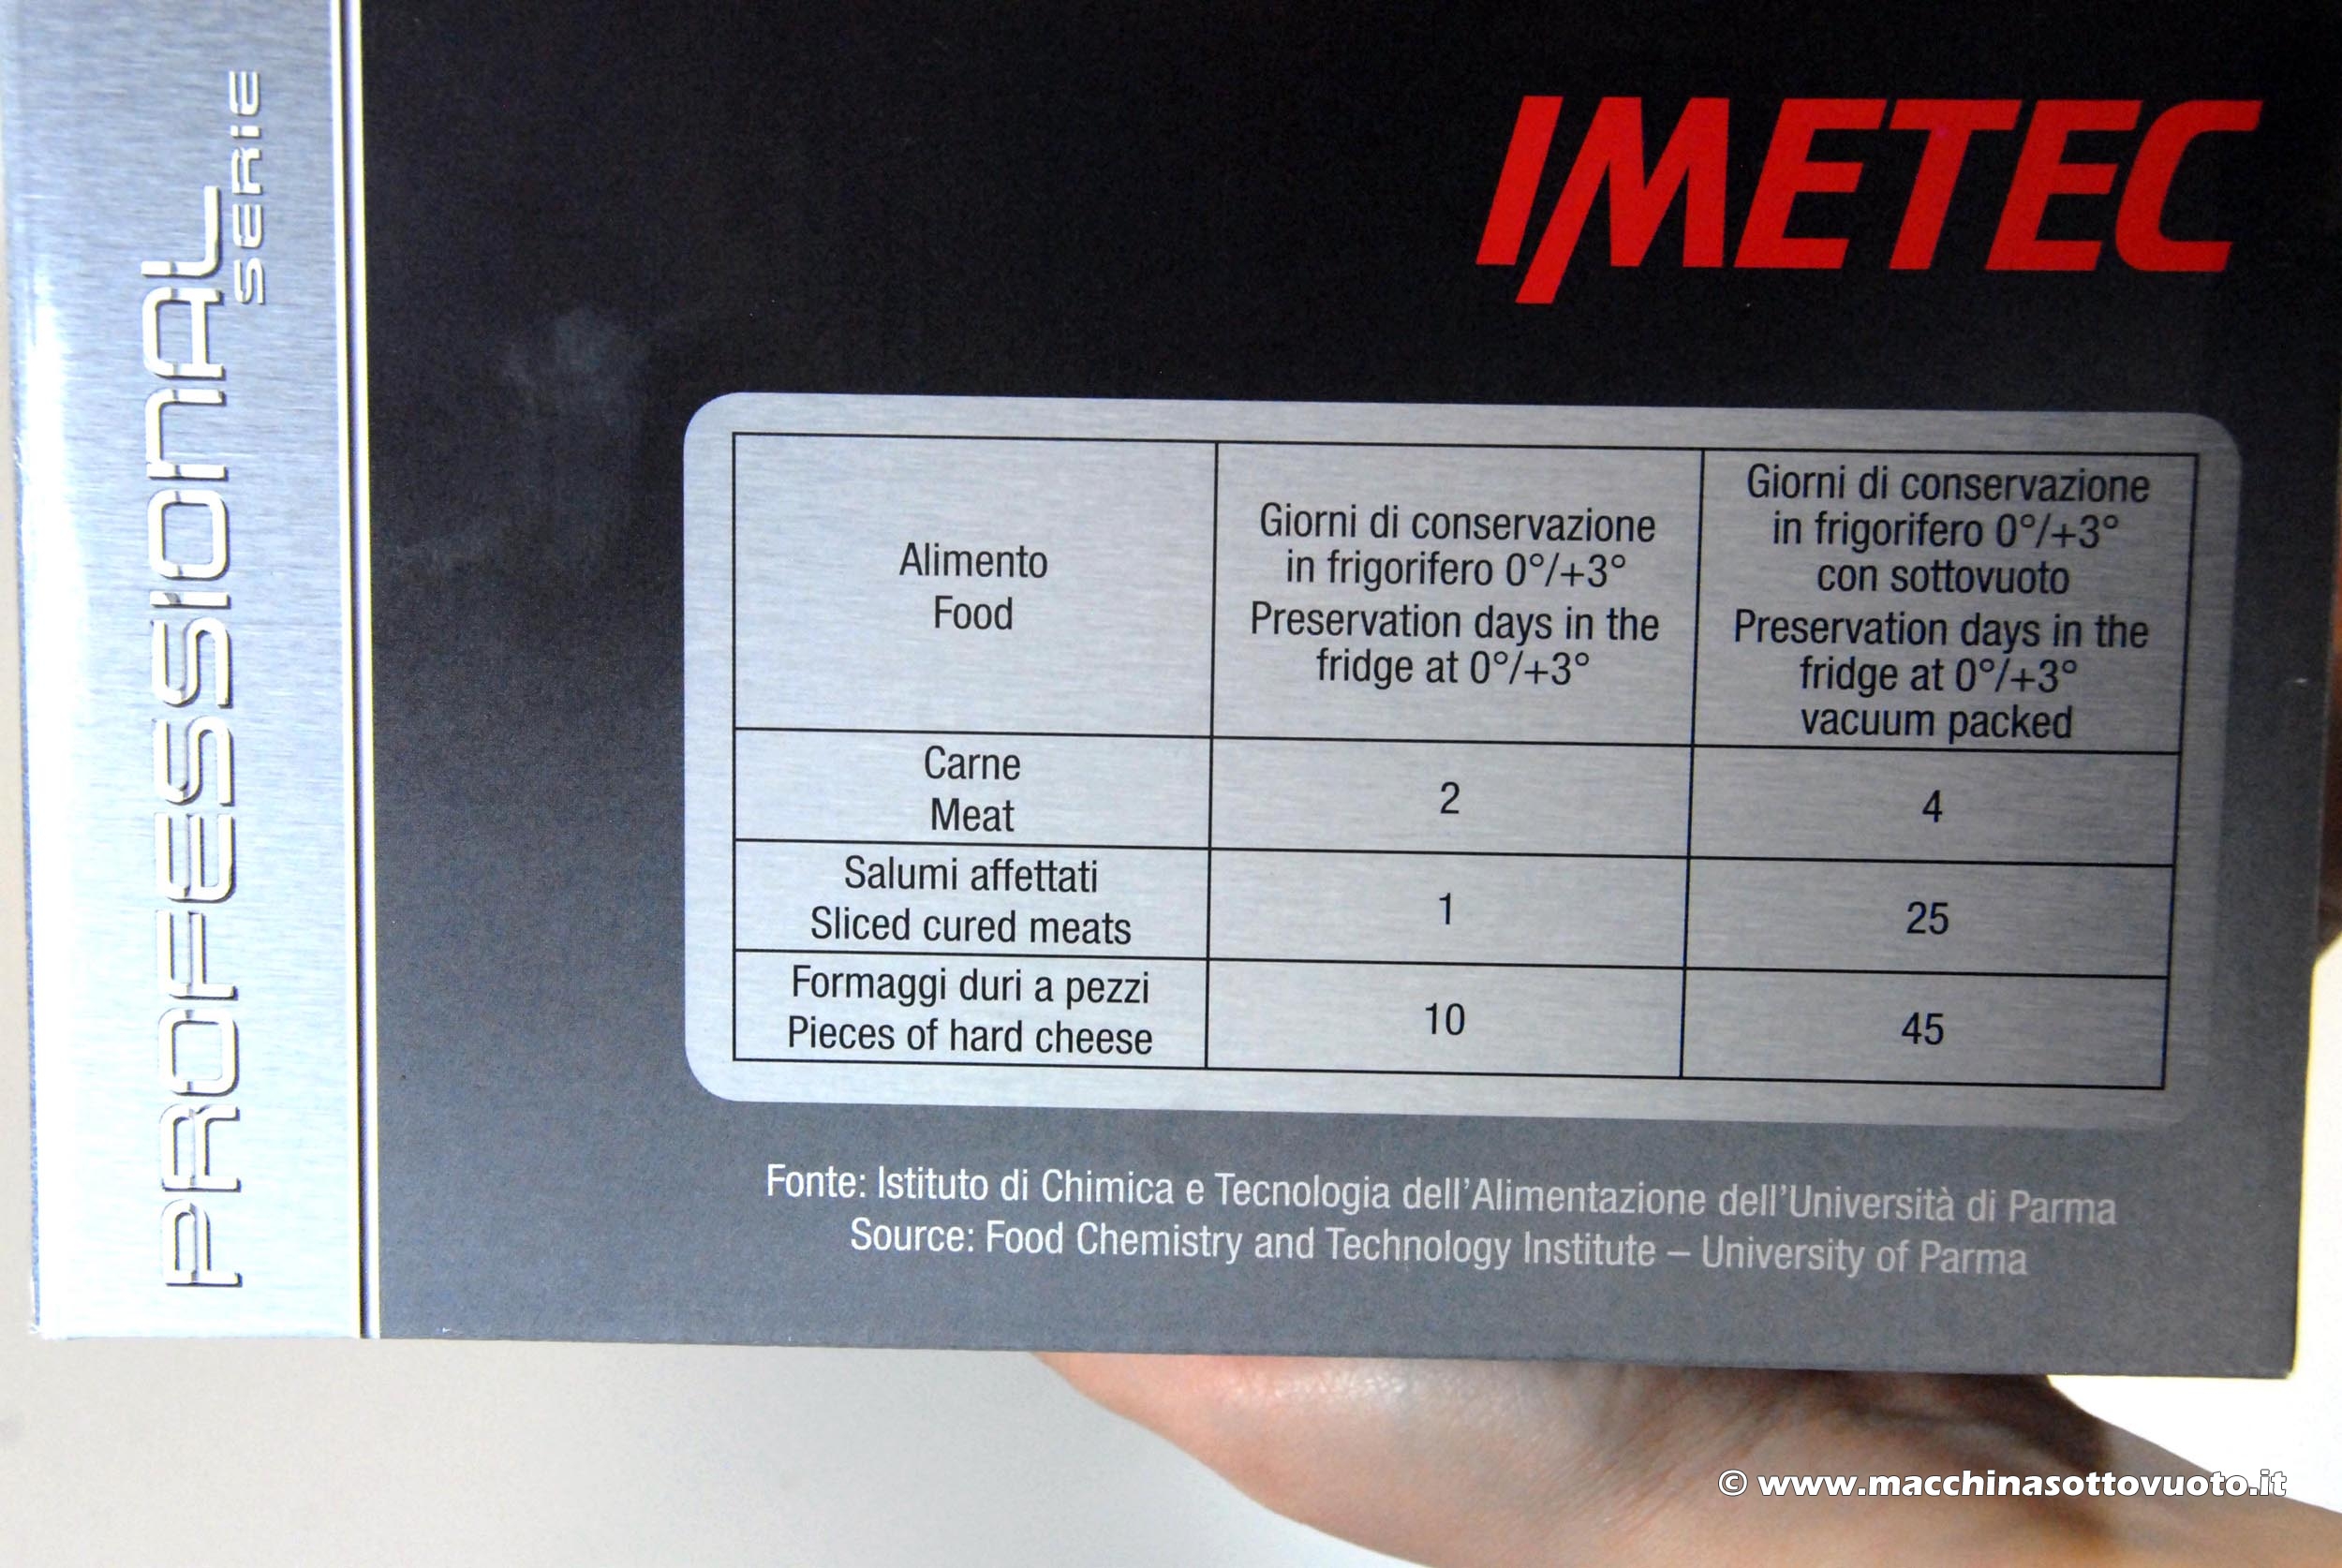 PROFESSIONAL
SERIE
IMETEC
Alimento
Food
Giorni di conservazione
in frigorifero 0°/+3°
Preservation days in the
fridge at 0°/+3°
Giorni di conservazione
in frigorifero 0°/+3°
con sottovuoto
Preservation days in the
fridge at 0°/+3°
vacuum packed
Carne
Meat
2
4
Salumi affettati
Sliced cured meats
1
25
Formaggi duri a pezzi
Pieces of hard cheese
10
45
Fonte: Istituto di Chimica e Tecnologia dell'Alimentazione dell'Università di Parma
Source: Food Chemistry and Technology Institute – University of Parma
© www.macchinasottovuoto.it